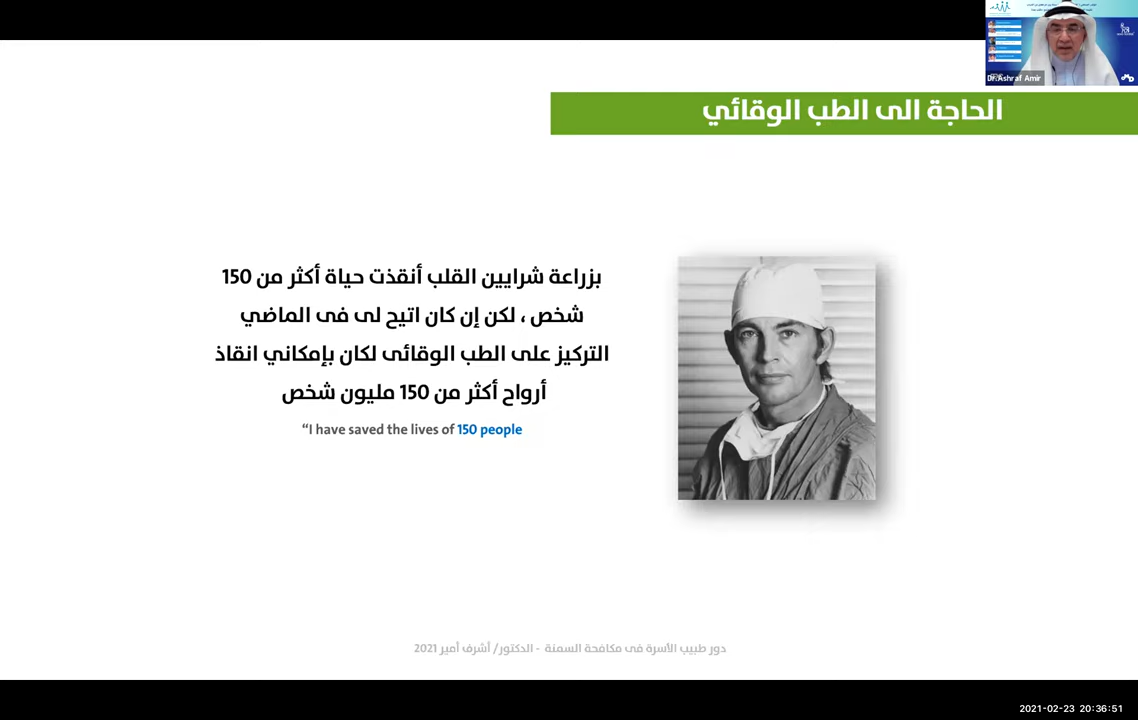 Dr.Ashraf Amir
الحاجة الى الطب الوقائي
بزراعة شرايين القلب أنقذت حياة أكثر من 150
شخص ، لكن إن كان اتيح لى فى الماضي
التركيز على الطب الوقائى لكان بإمكاني انقاذ
أرواح أكثر من 150 مليون شخص
“I have saved the lives of 150 people
دور طبيب الأسرة فى مكافحة السمنة - الدكتور/ أشرف أمير 2021
2021-02-23 20:36:51